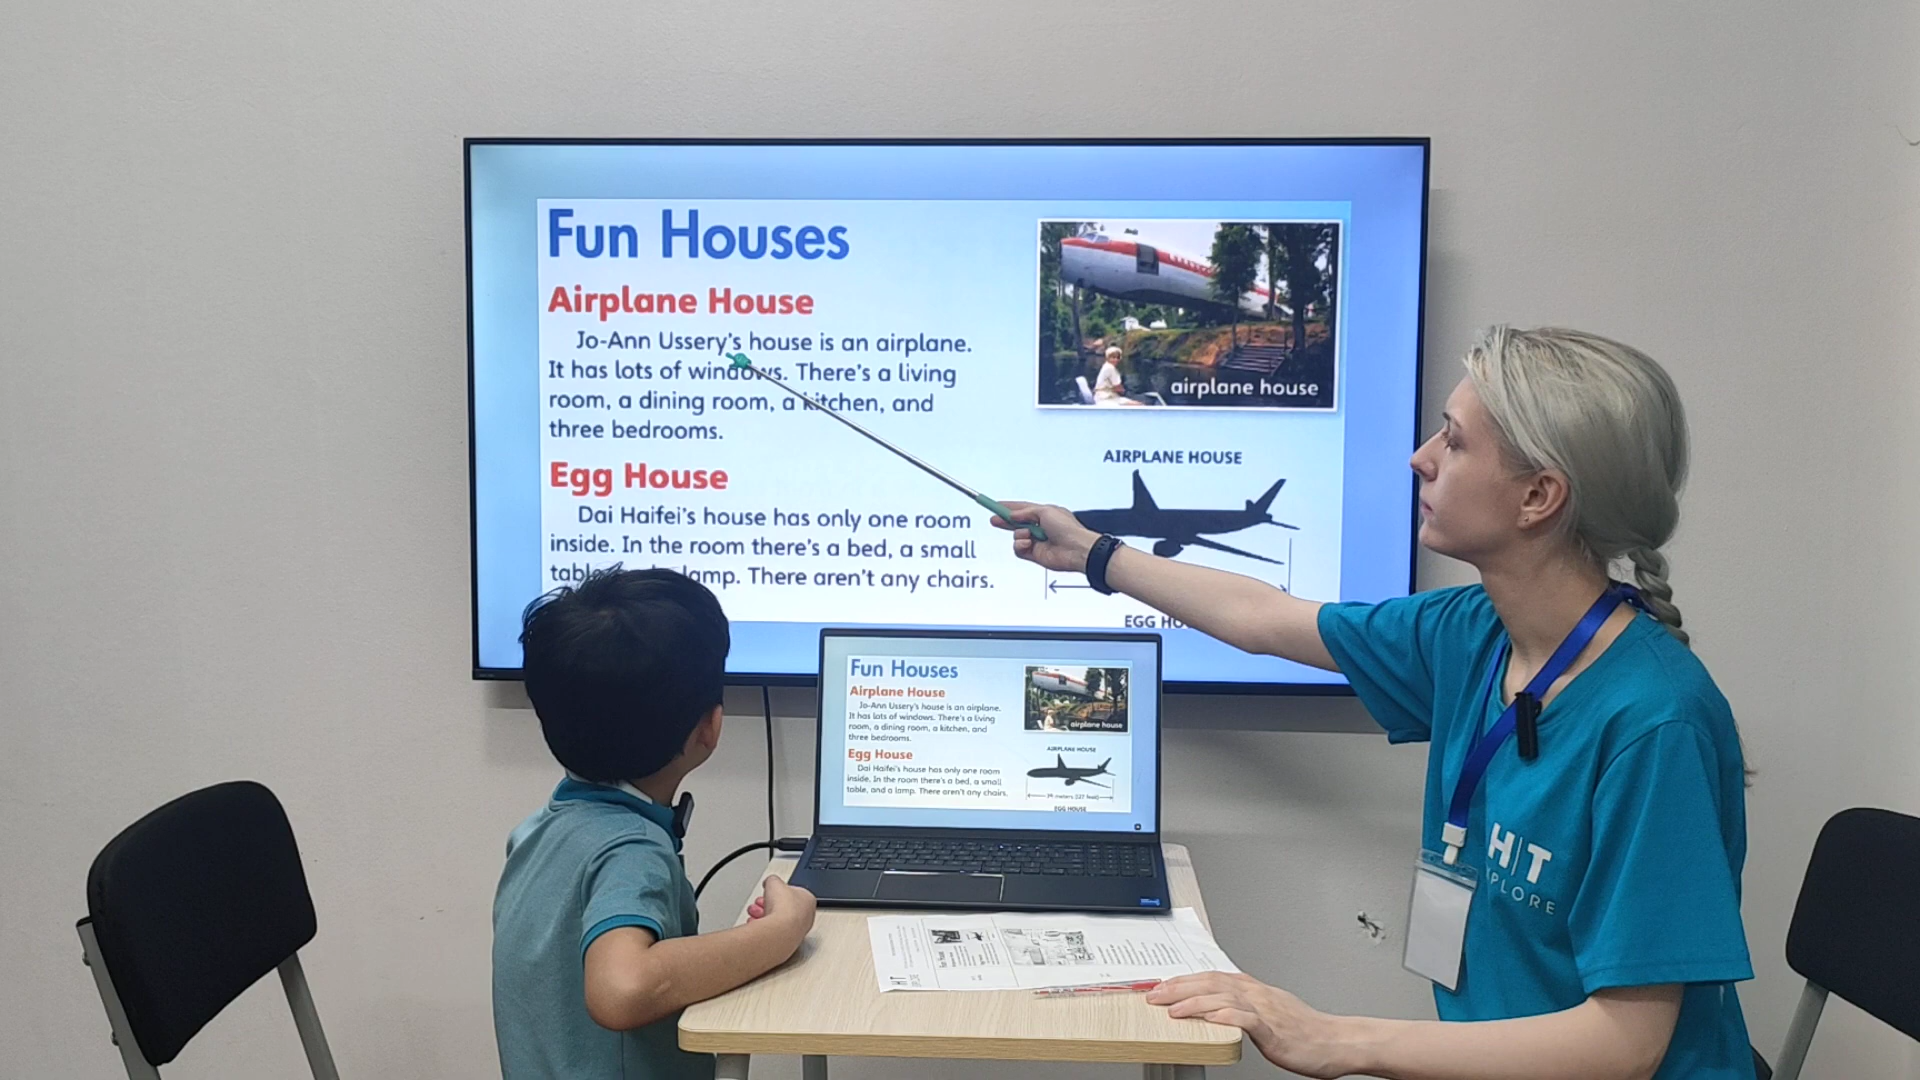 Fun Houses
Airplane House
Jo-Ann Ussery's house is an airplane.
It has lots of windows. There's a living
room, a dining room, a kitchen, and
three bedrooms.
Egg House
Dai Haifei's house has only one room
inside. In the room there's a bed, a small
lamp. There aren't any chairs.
airplane house
AIRPLANE HOUSE
EGG HO
Fun Houses
Airplane House
Jo-Ann Ussery's house is an airplane.
It has lots of windows. There's a living
room, a dining room, a kitchen, and
three bedrooms.
Egg House
Dai Haifei's house has only one room
inside. In the room there's a bed, a small
table, and a lamp. There aren't any chairs.
airplane house
AIRPLANE HOUSE
EGG HOUSE
H|T
XPLORE